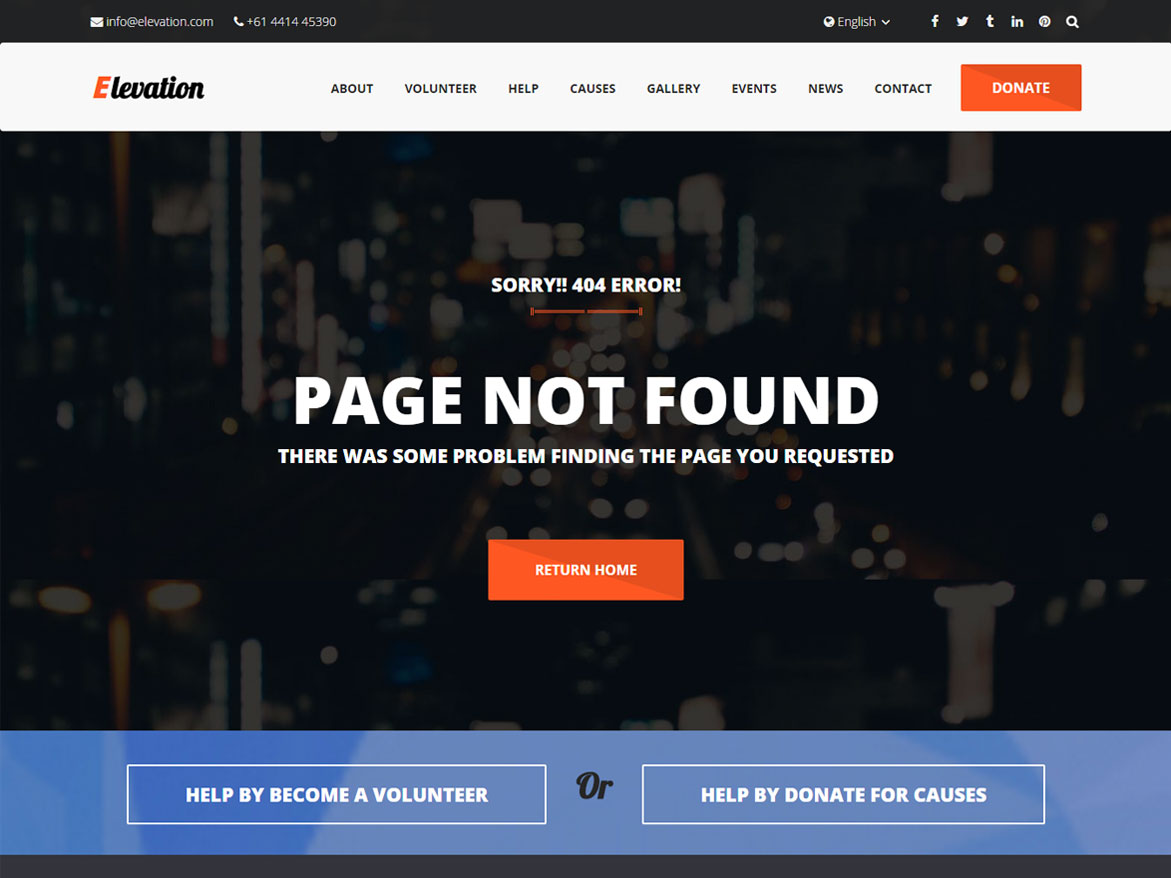 info@elevation.com +61 4414 45390 English
Elevation ABOUT VOLUNTEER HELP CAUSES GALLERY EVENTS NEWS CONTACT DONATE
SORRY!! 404 ERROR!
PAGE NOT FOUND
THERE WAS SOME PROBLEM FINDING THE PAGE YOU REQUESTED
RETURN HOME
HELP BY BECOME A VOLUNTEER Or HELP BY DONATE FOR CAUSES